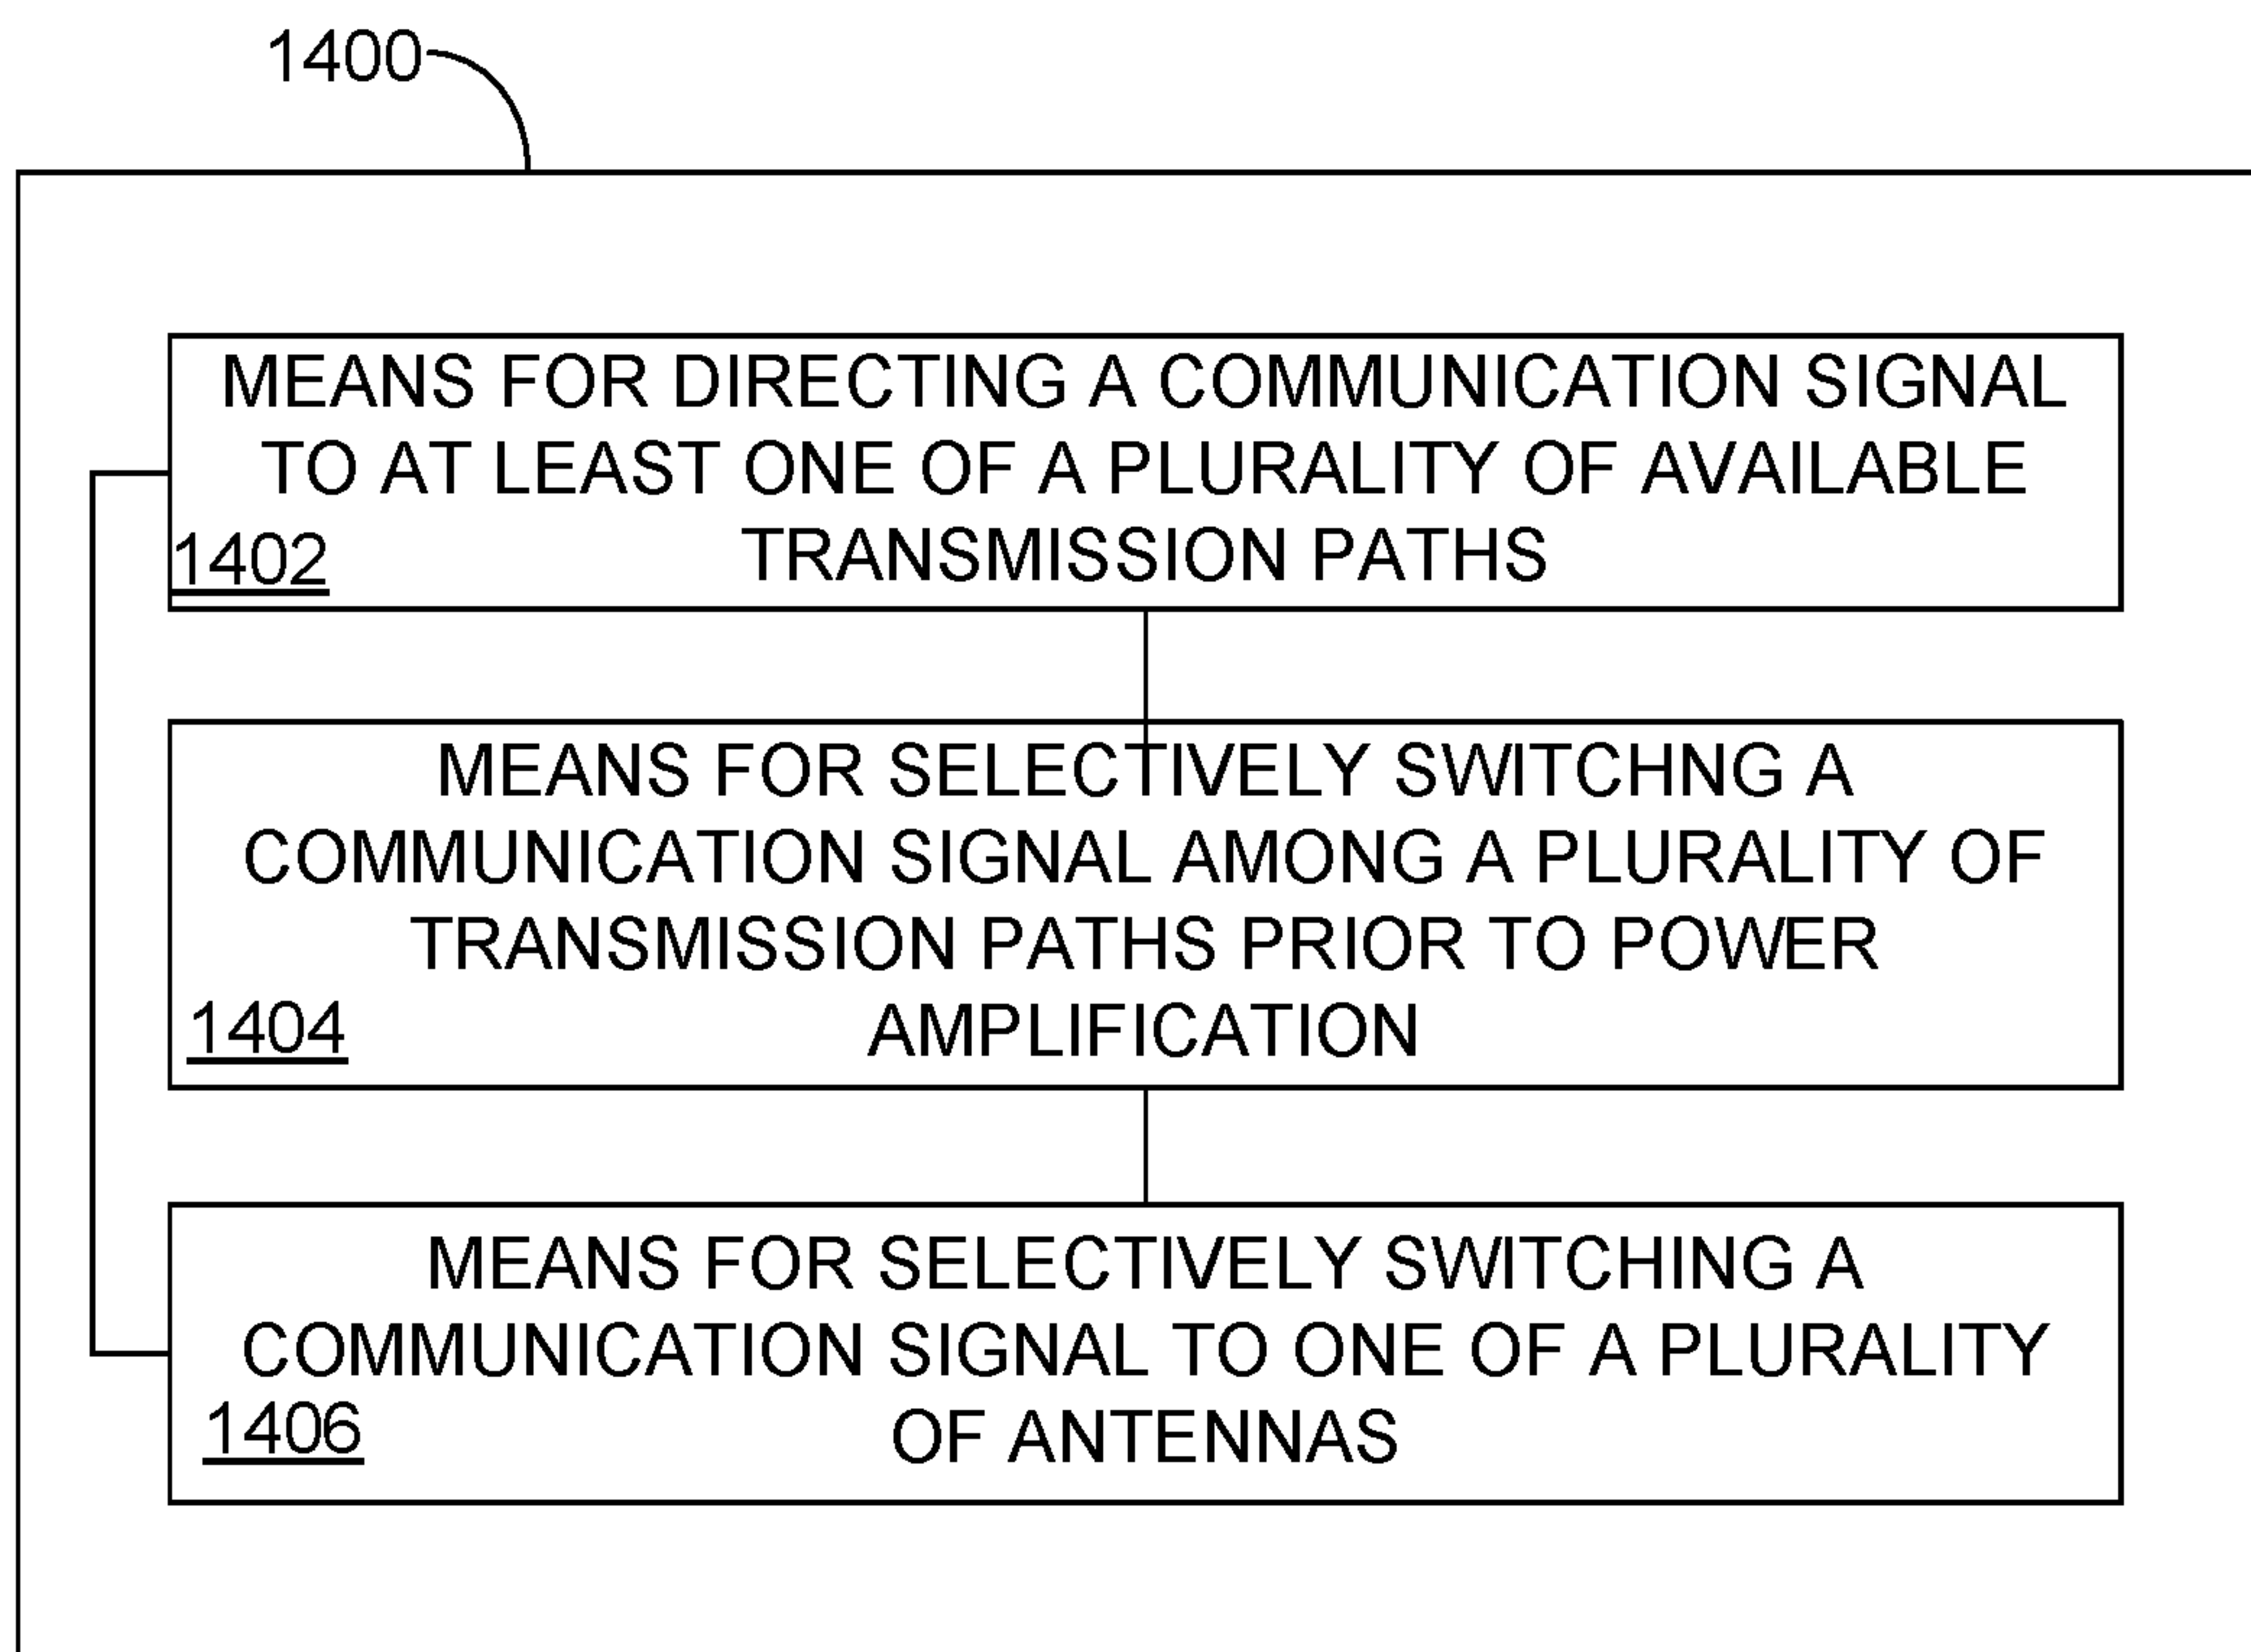 1400
MEANS FOR DIRECTING A COMMUNICATION SIGNAL
TO AT LEAST ONE OF A PLURALITY OF AVAILABLE
TRANSMISSION PATHS
1402
MEANS FOR SELECTIVELY SWITCHNG A
COMMUNICATION SIGNAL AMONG A PLURALITY OF
TRANSMISSION PATHS PRIOR TO POWER
AMPLIFICATION
1404
MEANS FOR SELECTIVELY SWITCHING A
COMMUNICATION SIGNAL TO ONE OF A PLURALITY
OF ANTENNAS
1406